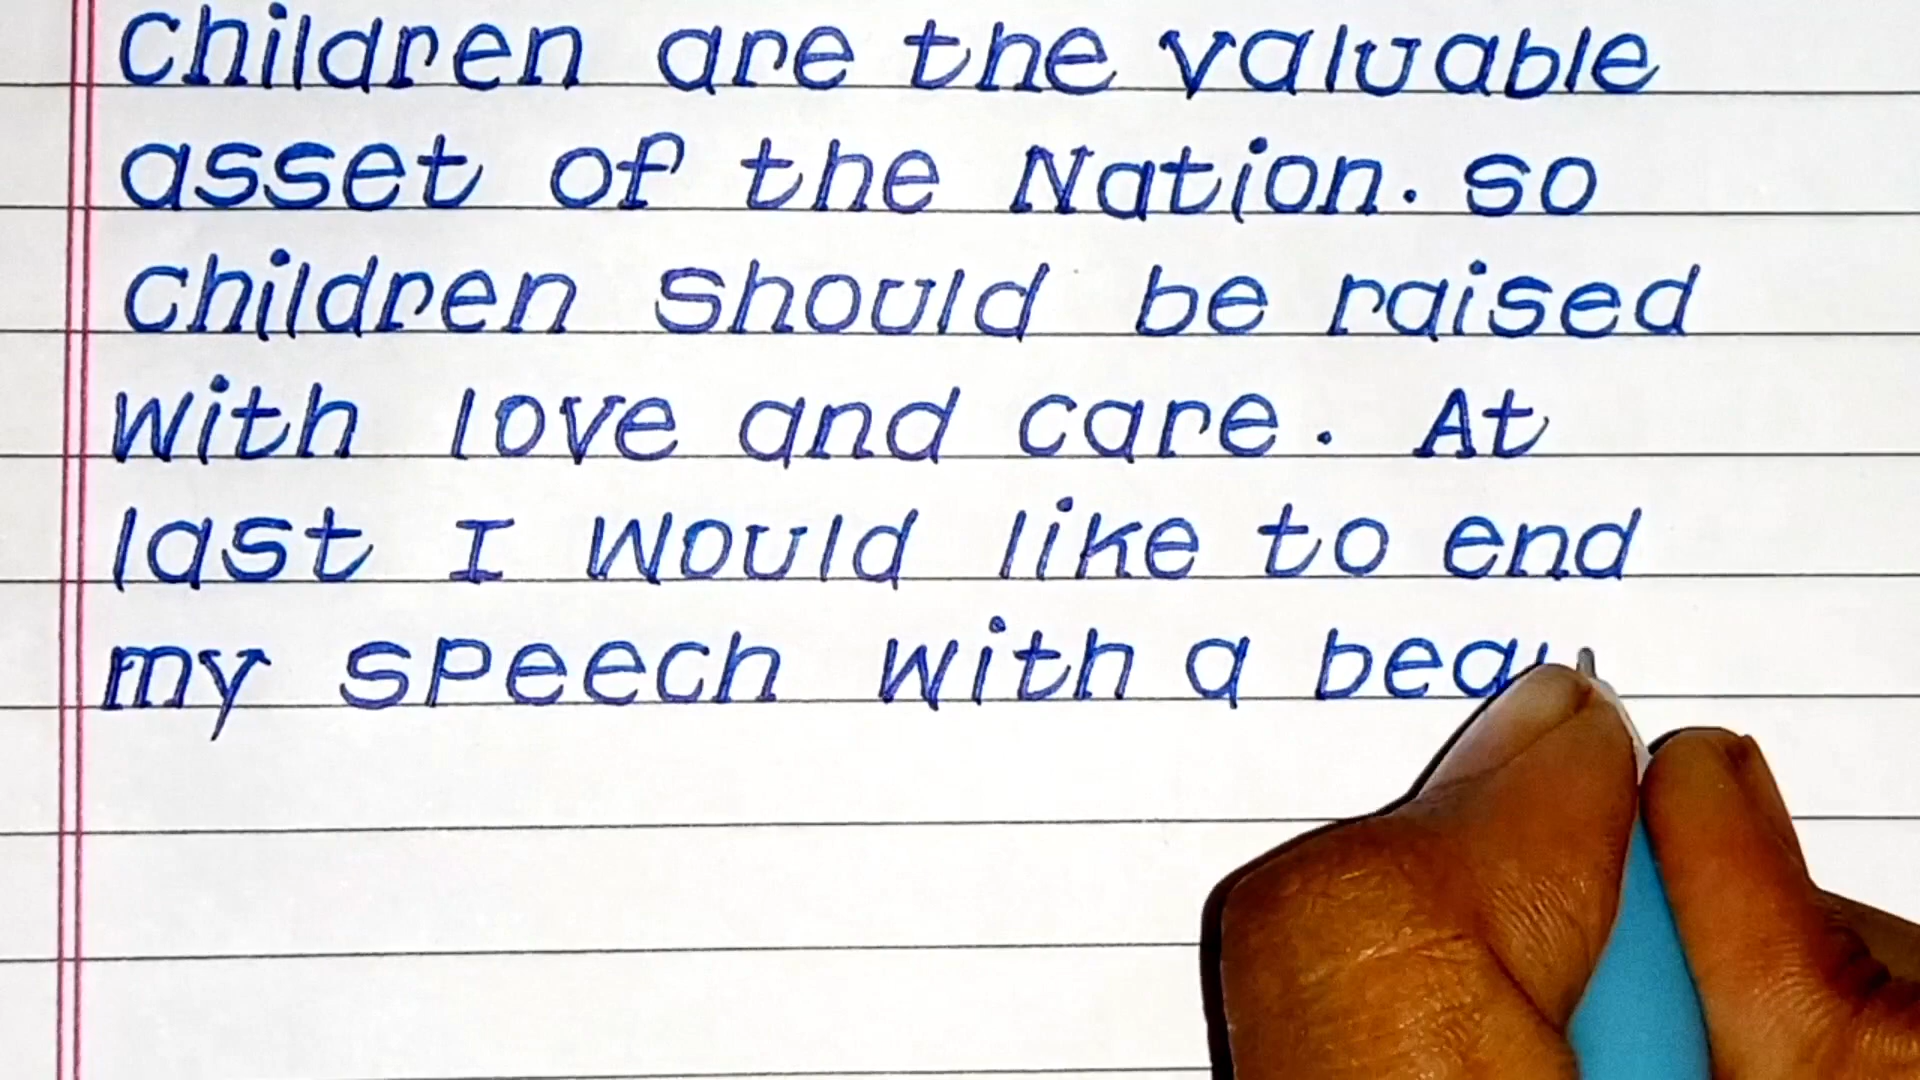 Children are the valuable
asset of the Nation. so
children should be raised
with love and care. At
last I would like to end
my speech with a beau